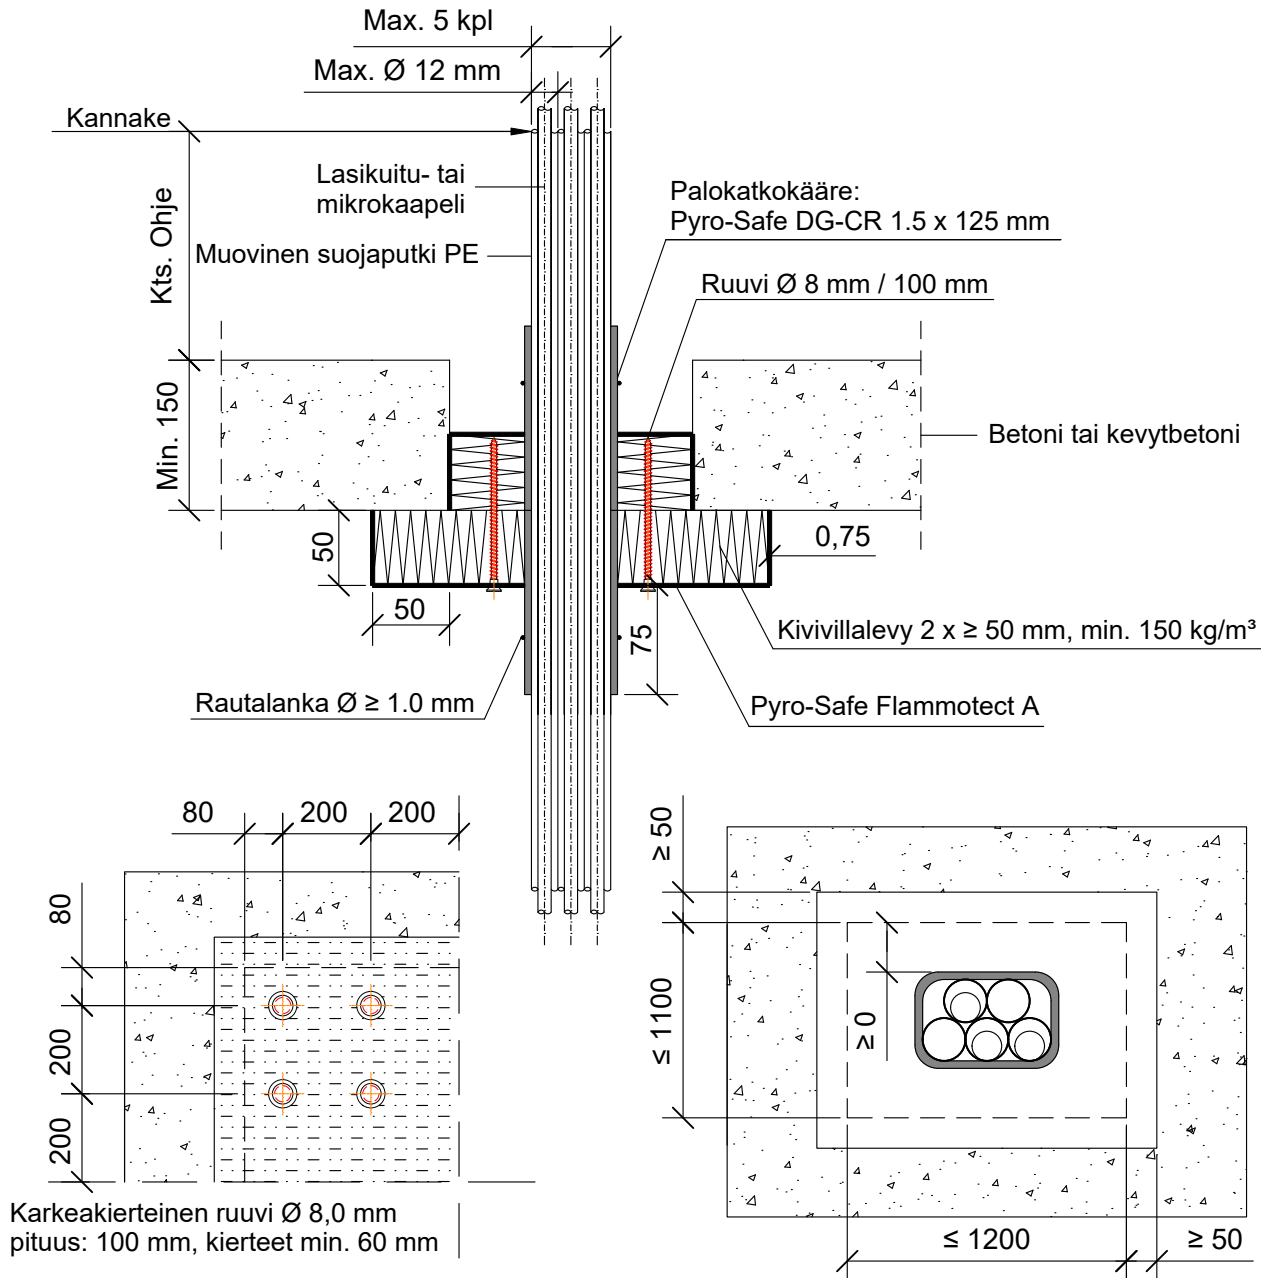 Max. 5 kpl
Max. Ø 12 mm
Kannake
Kts. Ohje
Lasikuitu- tai
mikrokaapeli
Muovinen suojaputki PE
Palokatkokääre:
Pyro-Safe DG-CR 1.5 x 125 mm
Ruuvi Ø 8 mm / 100 mm
Min. 150
Betoni tai kevytbetoni
50
0,75
50
75
Kivivillalevy 2 x ≥ 50 mm, min. 150 kg/m³
Rautalanka Ø ≥ 1.0 mm
Pyro-Safe Flammotect A
80
200
200
80
200
200
Karkeakierteinen ruuvi Ø 8,0 mm
pituus: 100 mm, kierteet min. 60 mm
≥ 50
≤ 1100
≥ 0
≤ 1200
≥ 50